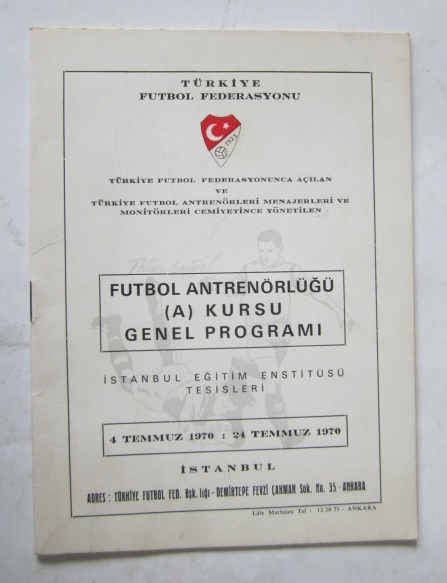 TÜRKİYE
FUTBOL FEDERASYONU
1923
TÜRKİYE FUTBOL FEDERASYONUNCA AÇILAN
VE
TÜRKİYE FUTBOL ANTRENÖRLERİ MENAJERLERİ VE
MONİTÖRLERİ CEMİYETİNCE YÖNETİLEN
FUTBOL ANTRENÖRLÜĞÜ
(A) KURSU
GENEL PROGRAMI
İSTANBUL EĞİTİM ENSTİTÜSÜ
TESİSLERİ
4 TEMMUZ 1970 : 24 TEMMUZ 1970
İSTANBUL
ADRES : TÜRKİYE FUTBOL FED. Bşk. lığı - DEMİRTEPE FEVZİ ÇAKMAK Sok. No. 35 - ANKARA
Lâle Matbaası Tel : 12 20 71 - ANKARA